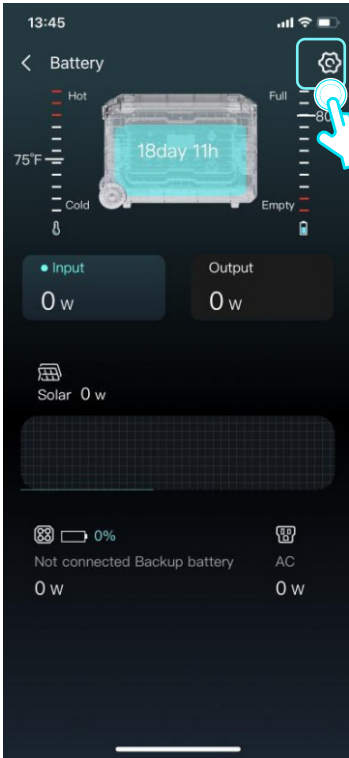 13:45
Battery
Hot
Full
80
75°F
18day 11h
Cold
Empty
Input
Output
0 w
0 w
Solar 0 w
0%
Not connected Backup battery
AC
0 w
0 w